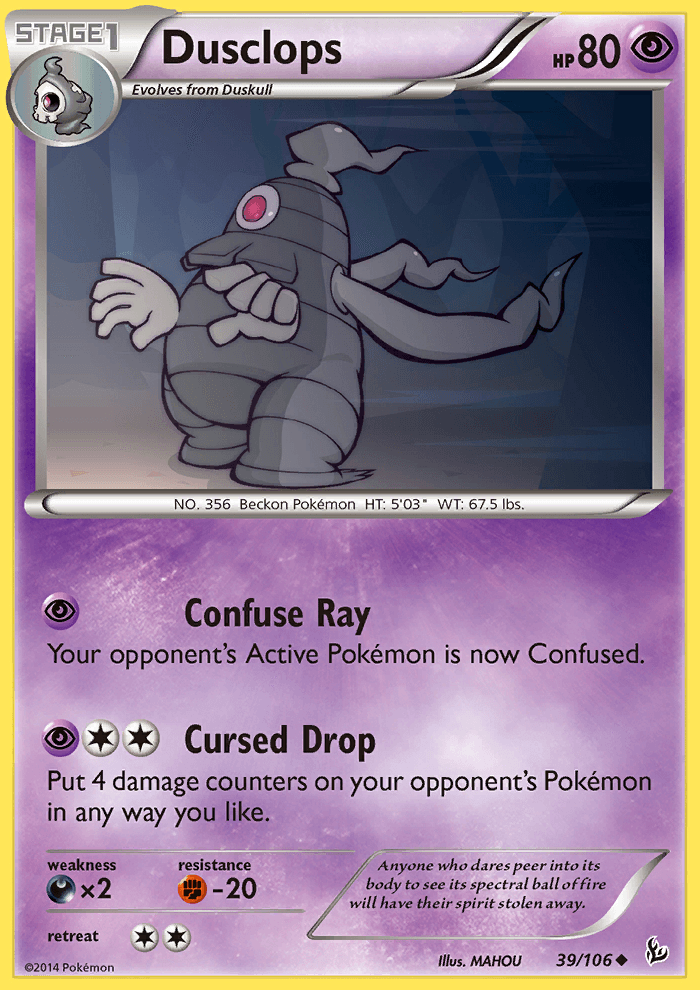 STAGE1
Dusclops
HP80
Evolves from Duskull
NO. 356 Beckon Pokémon HT: 5'03" WT: 67.5 lbs.
Confuse Ray
Your opponent's Active Pokémon is now Confused.
Cursed Drop
Put 4 damage counters on your opponent's Pokémon
in any way you like.
weakness
×2
resistance
-20
retreat
Anyone who dares peer into its
body to see its spectral ball of fire
will have their spirit stolen away.
©2014 Pokémon
Illus. MAHOU
39/106